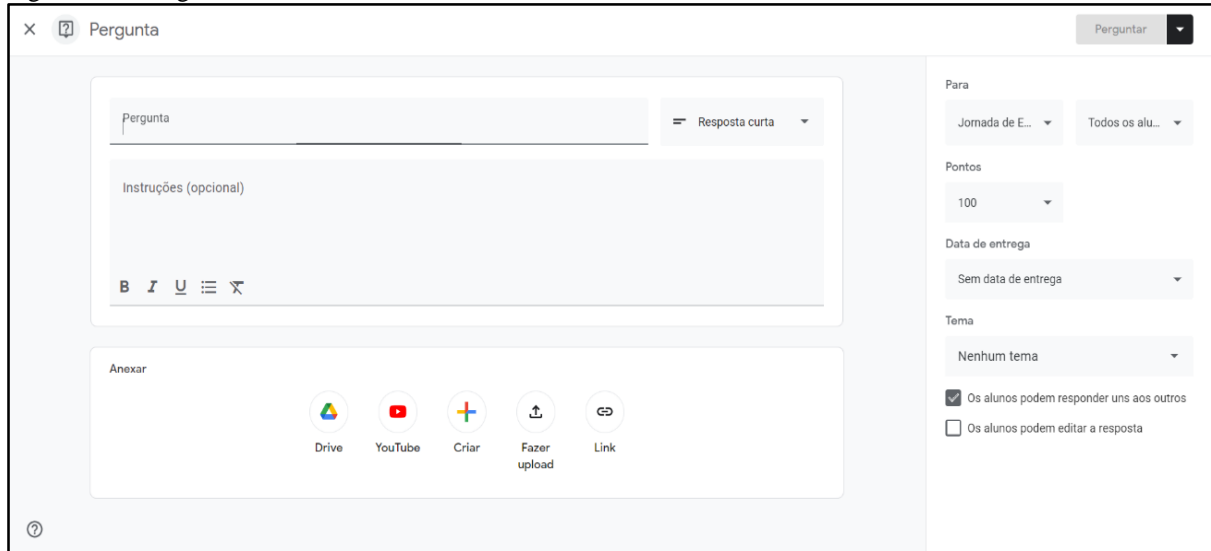 Pergunta
Perguntar
Pergunta
Resposta curta
Instruções (opcional)
B I U
Anexar
Drive YouTube Criar Fazer upload Link
Para
Jornada de E... Todos os alu...
Pontos
100
Data de entrega
Sem data de entrega
Tema
Nenhum tema
Os alunos podem responder uns aos outros
Os alunos podem editar a resposta